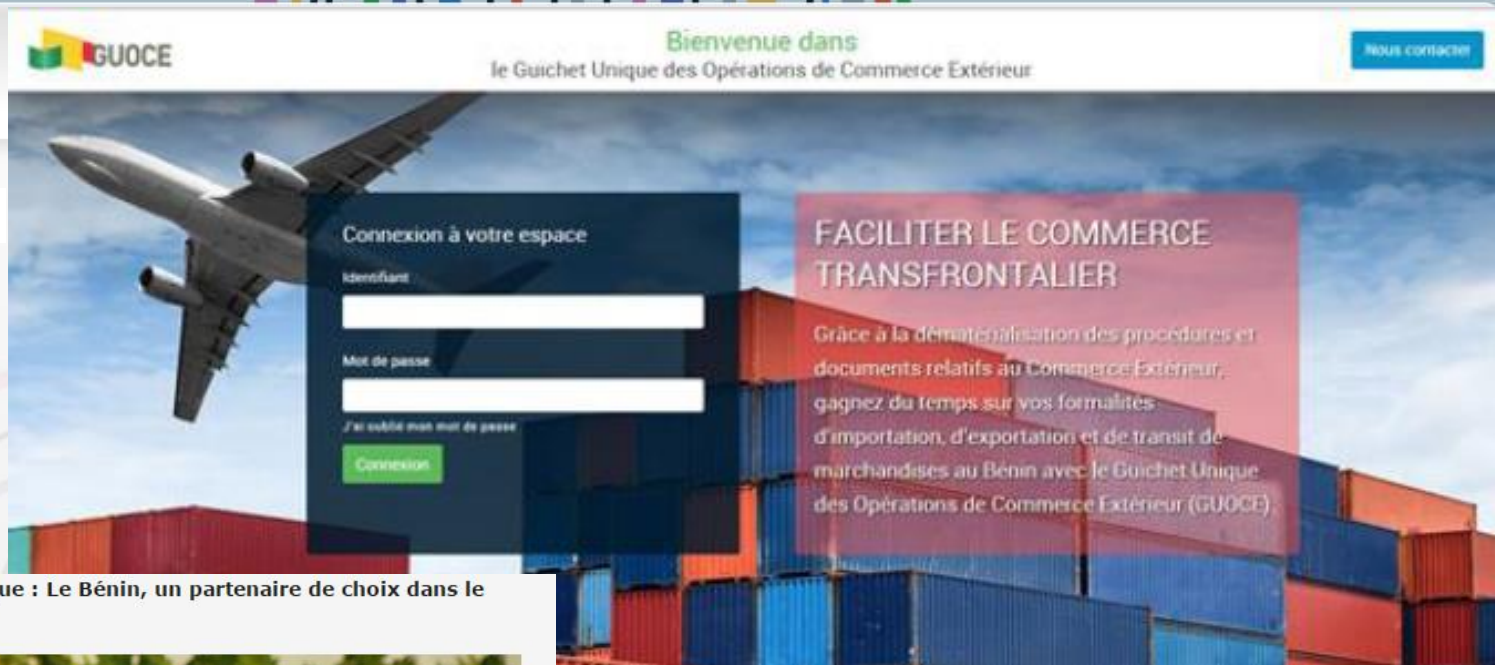 GUOCE
Bienvenue dans
le Guichet Unique des Opérations de Commerce Extérieur
Nous contacter
Connexion à votre espace
Identifiant
Mot de passe
J'ai oublié mon mot de passe
Connexion
FACILITER LE COMMERCE
TRANSFRONTALIER
Grâce à la dématérialisation des procédures et
documents relatifs au Commerce Extérieur,
gagnez du temps sur vos formalités
d'importation, d'exportation et de transit de
marchandises au Bénin avec le Guichet Unique
des Opérations de Commerce Extérieur (GUOCE).
ue : Le Bénin, un partenaire de choix dans le